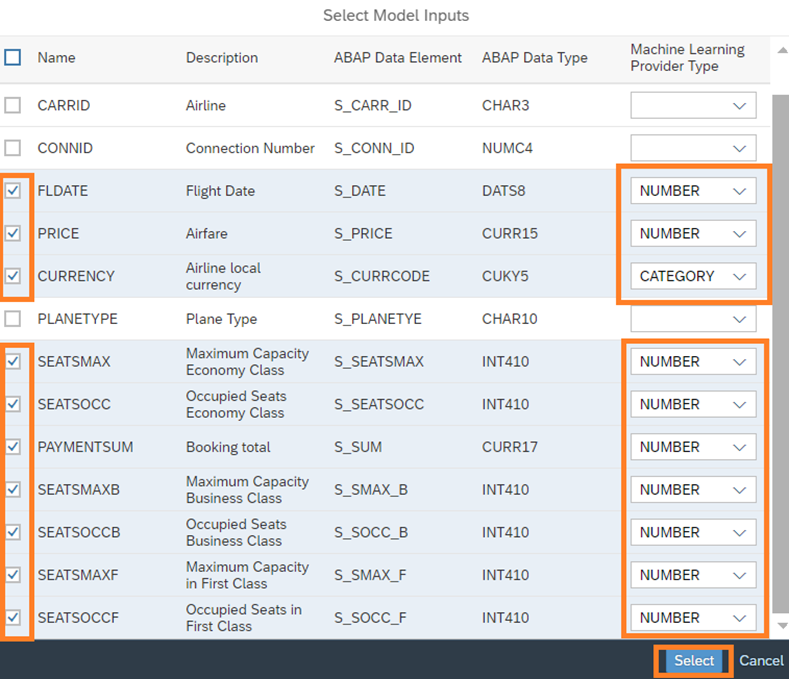 Select Model Inputs
Name Description ABAP Data Element ABAP Data Type Machine Learning
Provider Type
CARRID Airline S_CARR_ID CHAR3
CONNID Connection Number S_CONN_ID NUMC4
FLDATE Flight Date S_DATE DATS8 NUMBER
PRICE Airfare S_PRICE CURR15 NUMBER
CURRENCY Airline local
currency S_CURRCODE CUKY5 CATEGORY
PLANETYPE Plane Type S_PLANETYE CHAR10
SEATSMAX Maximum Capacity
Economy Class S_SEATSMAX INT410 NUMBER
SEATSOCC Occupied Seats
Economy Class S_SEATSOCC INT410 NUMBER
PAYMENTSUM Booking total S_SUM CURR17 NUMBER
SEATSMAXB Maximum Capacity
Business Class S_SMAX_B INT410 NUMBER
SEATSOCCB Occupied Seats
Business Class S_SOCC_B INT410 NUMBER
SEATSMAXF Maximum Capacity
in First Class S_SMAX_F INT410 NUMBER
SEATSOCCF Occupied Seats in
First Class S_SOCC_F INT410 NUMBER
Select Cancel